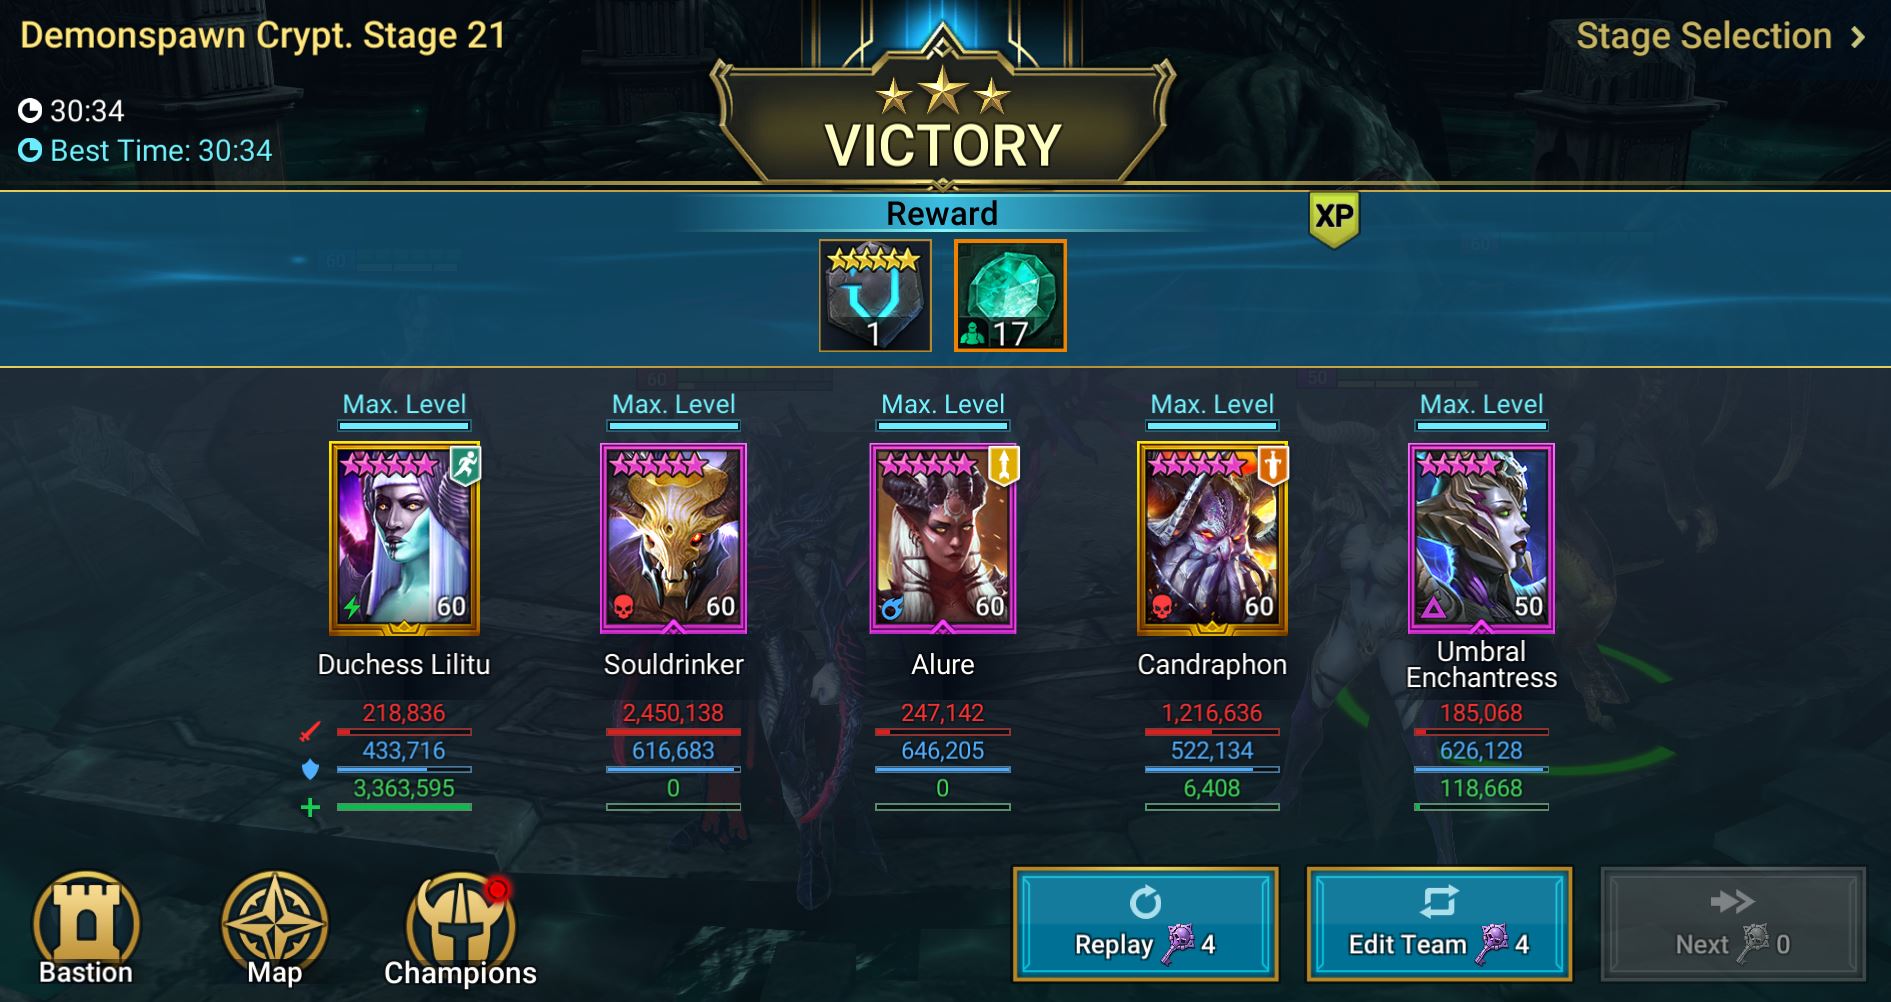 Demonspawn Crypt. Stage 21
Stage Selection
30:34
Best Time: 30:34
VICTORY
Reward
XP
1
17
Max. Level
Max. Level
Max. Level
Max. Level
Max. Level
60
60
60
60
50
Duchess Lilitu
Souldrinker
Alure
Candraphon
Umbral
Enchantress
218,836
2,450,138
247,142
1,216,636
185,068
433,716
616,683
646,205
522,134
626,128
3,363,595
0
0
6,408
118,668
Bastion
Map
Champions
Replay 4
Edit Team 4
Next 0